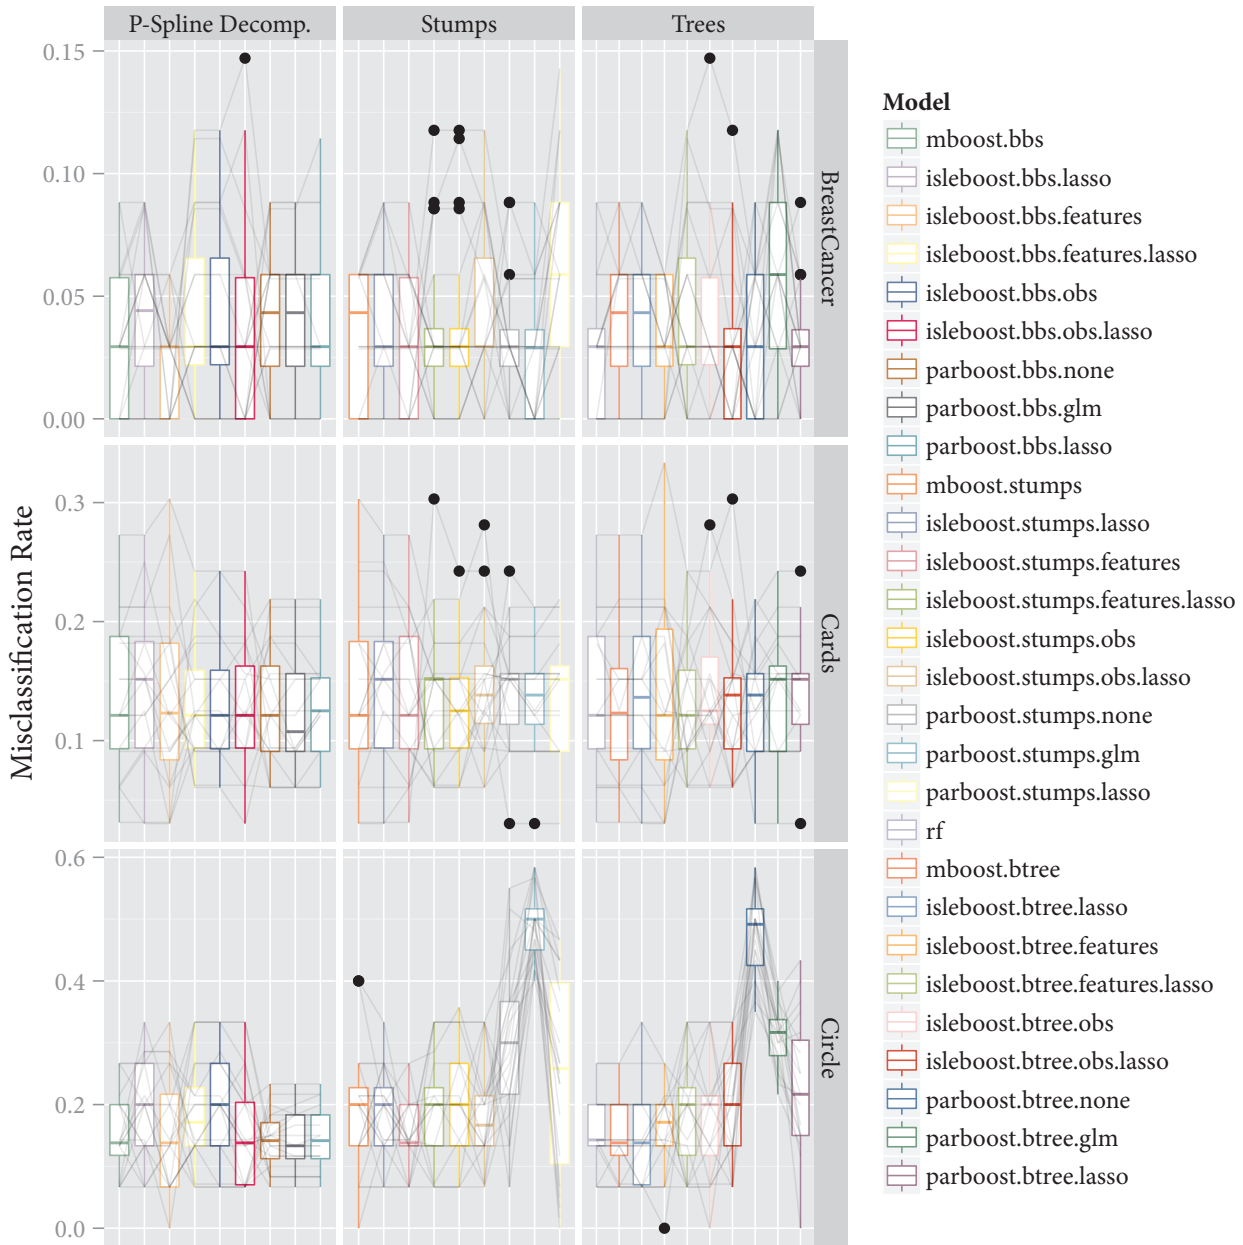 P-Spline Decomp.
Stumps
Trees
0.15
0.10
0.05
0.00
BreastCancer
0.3
0.2
0.1
Cards
0.6
0.4
0.2
0.0
Circle
Misclassification Rate
Model
mboost.bbs
isleboost.bbs.lasso
isleboost.bbs.features
isleboost.bbs.features.lasso
isleboost.bbs.obs
isleboost.bbs.obs.lasso
parboost.bbs.none
parboost.bbs.glm
parboost.bbs.lasso
mboost.stumps
isleboost.stumps.lasso
isleboost.stumps.features
isleboost.stumps.features.lasso
isleboost.stumps.obs
isleboost.stumps.obs.lasso
parboost.stumps.none
parboost.stumps.glm
parboost.stumps.lasso
rf
mboost.btree
isleboost.btree.lasso
isleboost.btree.features
isleboost.btree.features.lasso
isleboost.btree.obs
isleboost.btree.obs.lasso
parboost.btree.none
parboost.btree.glm
parboost.btree.lasso